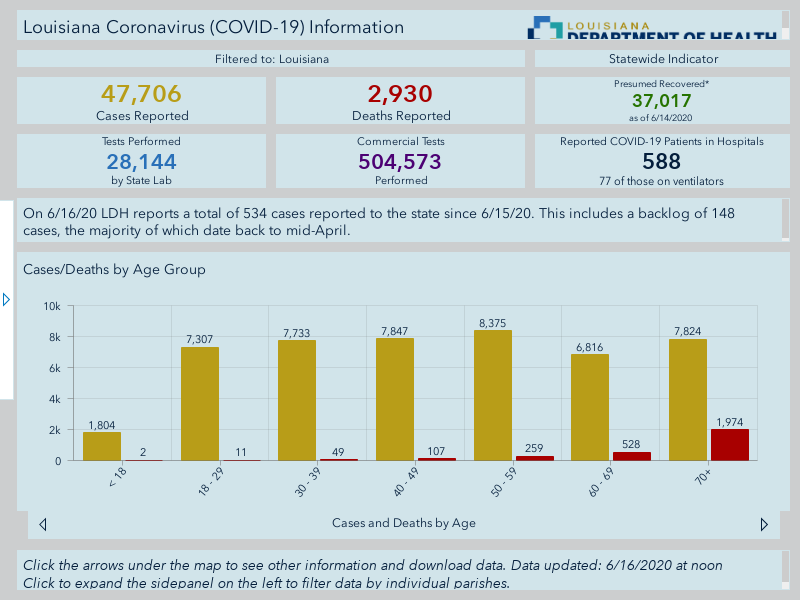 Louisiana Coronavirus (COVID-19) Information
LOUISIANA
DEPARTMENT OF HEALTH
Filtered to: Louisiana
Statewide Indicator
47,706
Cases Reported
2,930
Deaths Reported
Presumed Recovered*
37,017
as of 6/14/2020
Tests Performed
28,144
by State Lab
Commercial Tests
504,573
Performed
Reported COVID-19 Patients in Hospitals
588
77 of those on ventilators
On 6/16/20 LDH reports a total of 534 cases reported to the state since 6/15/20. This includes a backlog of 148
cases, the majority of which date back to mid-April.
Cases/Deaths by Age Group
10k
8k
6k
4k
2k
0
1,804
2
7,307
11
7,733
49
7,847
107
8,375
259
6,816
528
7,824
1,974
< 18
18 - 29
30 - 39
40 - 49
50 - 59
60 - 69
70+
Cases and Deaths by Age
Click the arrows under the map to see other information and download data. Data updated: 6/16/2020 at noon
Click to expand the sidepanel on the left to filter data by individual parishes.